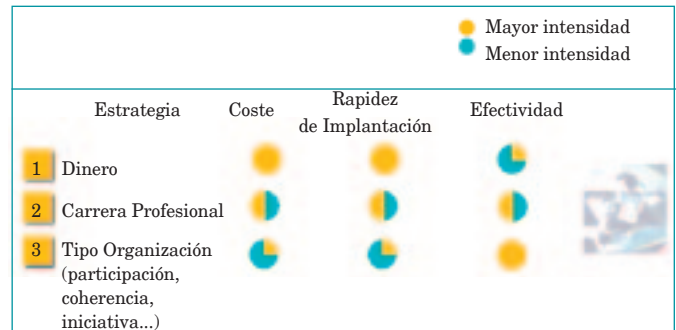 Mayor intensidad
Menor intensidad
Estrategia
Coste
Rapidez
de Implantación
Efectividad
1 Dinero
2 Carrera Profesional
3 Tipo Organización
(participación,
coherencia,
iniciativa...)